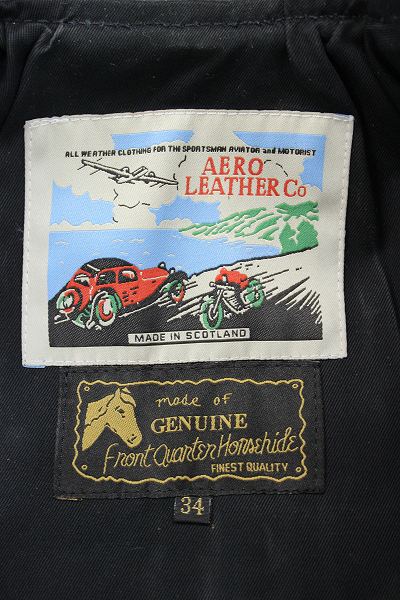 ALL WEATHER CLOTHING FOR THE SPORTSMAN AVIATOR and MOTORIST
AERO
LEATHER Co
MADE IN SCOTLAND
made of
GENUINE
Front Quarter Horsehide
FINEST QUALITY
34